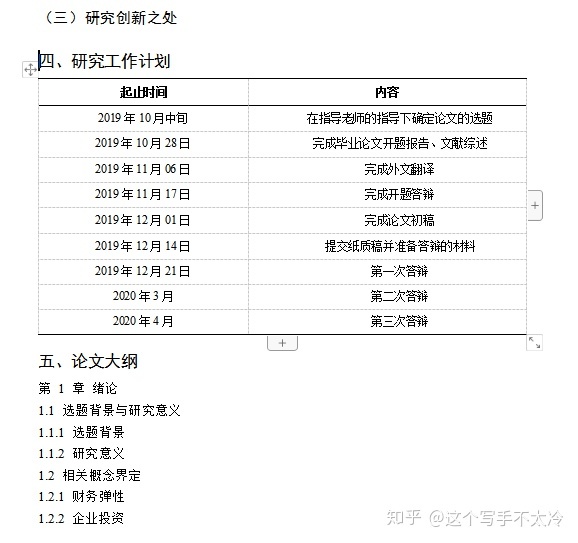 （三）研究创新之处
四、研究工作计划
起止时间 内容
2019 年 10 月中旬 在指导老师的指导下确定论文的选题
2019 年 10 月 28 日 完成毕业论文开题报告、文献综述
2019 年 11 月 06 日 完成外文翻译
2019 年 11 月 17 日 完成开题答辩
2019 年 12 月 01 日 完成论文初稿
2019 年 12 月 14 日 提交纸质稿并准备答辩的材料
2019 年 12 月 21 日 第一次答辩
2020 年 3 月 第二次答辩
2020 年 4 月 第三次答辩
五、论文大纲
第 1 章 绪论
1.1 选题背景与研究意义
1.1.1 选题背景
1.1.2 研究意义
1.2 相关概念界定
1.2.1 财务弹性
1.2.2 企业投资
知乎 @这个写手不太冷